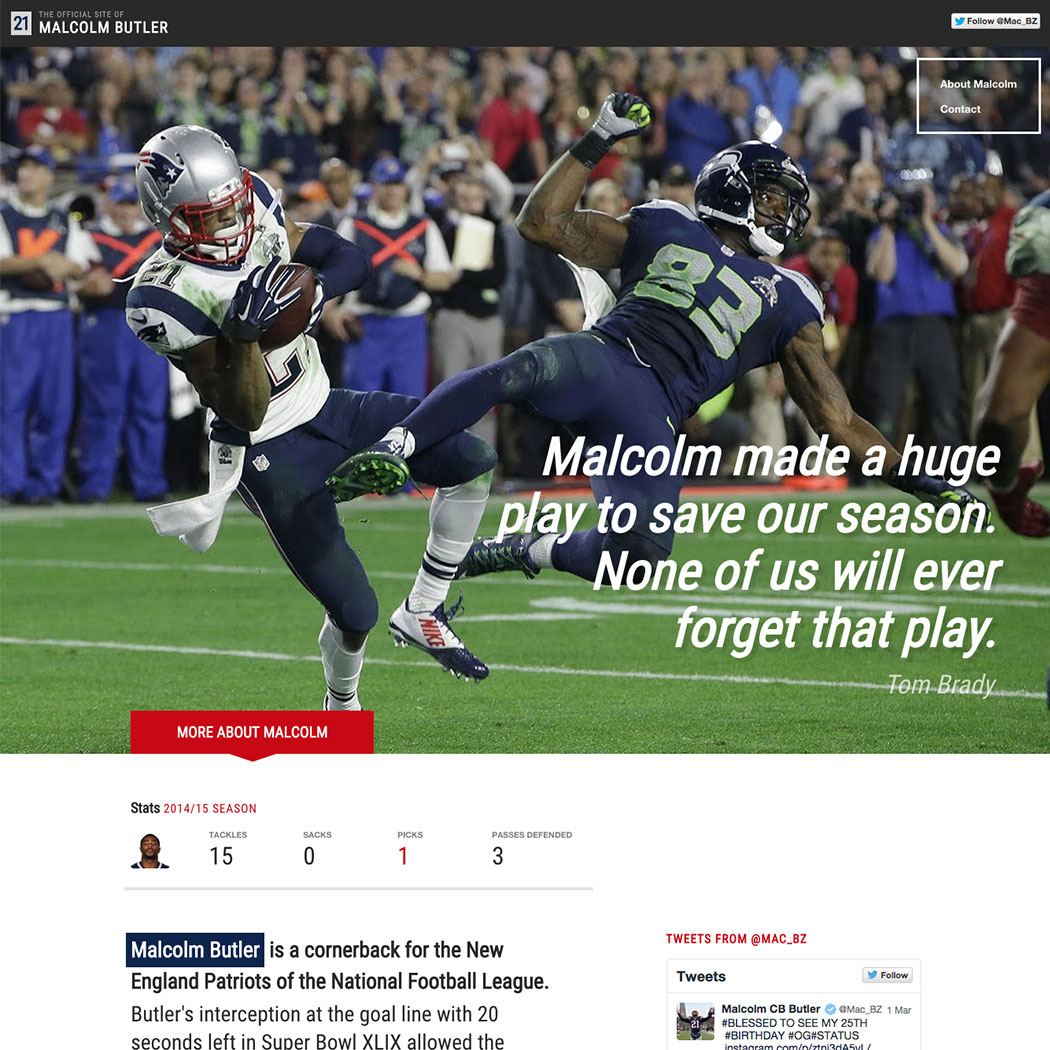 21
THE OFFICIAL SITE OF
MALCOLM BUTLER
Follow @Mac_BZ
About Malcolm
Contact
21
83
2
NIKE
Malcolm made a huge
play to save our season.
None of us will ever
forget that play.
Tom Brady
MORE ABOUT MALCOLM
Stats 2014/15 SEASON
TACKLES SACKS PICKS PASSES DEFENDED
15 0 1 3
Malcolm Butler is a cornerback for the New
England Patriots of the National Football League.
Butler's interception at the goal line with 20
seconds left in Super Bowl XLIX allowed the
TWEETS FROM @MAC_BZ
Tweets
Follow
Malcolm CB Butler @Mac_BZ 1 Mar
#BLESSED TO SEE MY 25TH
#BIRTHDAY #OG#STATUS